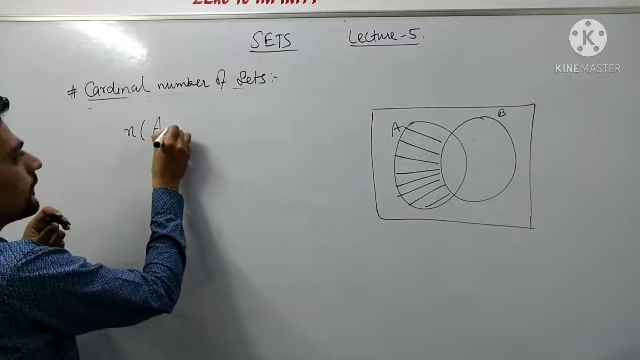 ZERO TO INFINITY
SETS Lecture-5.
# Cardinal number of Sets:-
n(A
A
B
KINEMASTER